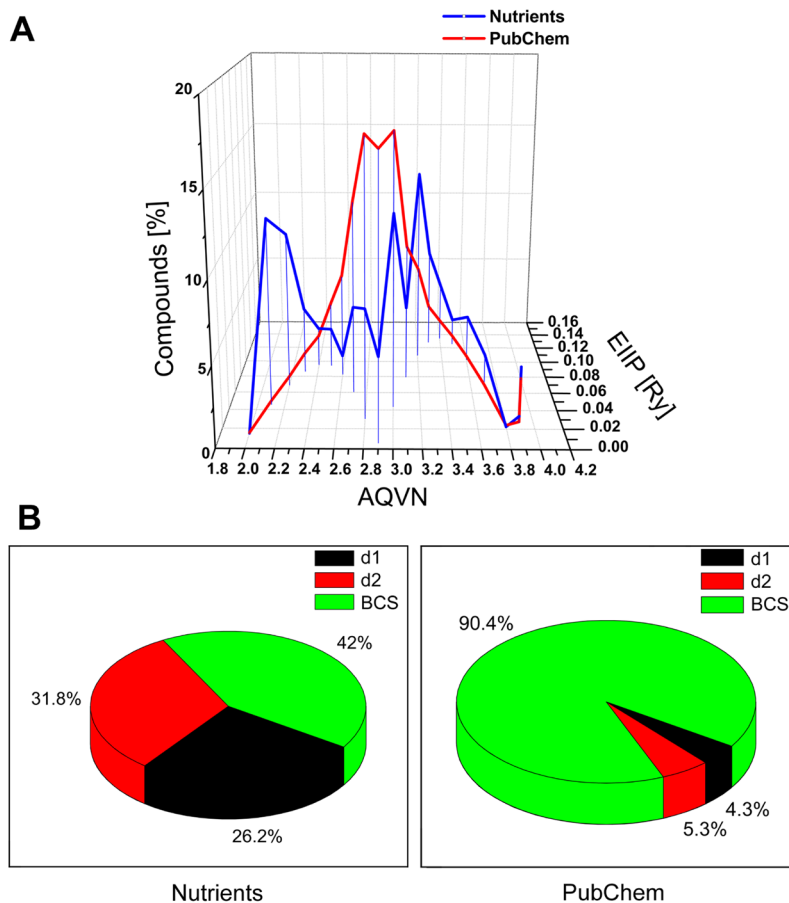 A
Nutrients
PubChem
20
15
10
5
0
Compounds [%]
0.16
0.14
0.12
0.10
0.08
0.06
0.04
0.02
0.00
EIIP [Ry]
1.8 2.0 2.2 2.4 2.6 2.8 3.0 3.2 3.4 3.6 3.8 4.0 4.2
AQVN
B
d1
d2
BCS
42%
31.8%
26.2%
Nutrients
d1
d2
BCS
90.4%
4.3%
5.3%
PubChem